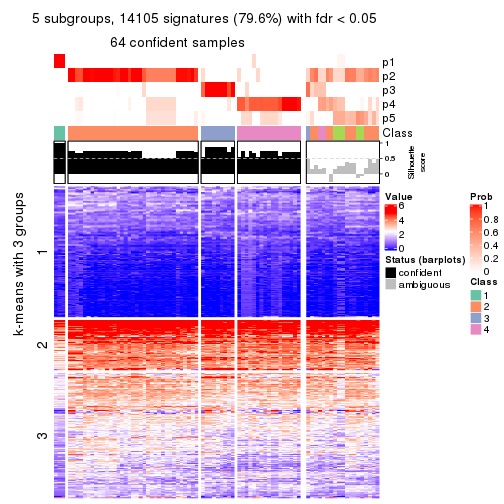 5 subgroups, 14105 signatures (79.6%) with fdr < 0.05
64 confident samples
p1
p2
p3
p4
p5
Class
1
0.5
0
Silhouette
score
k-means with 3 groups
1
2
3
Value
6
4
2
0
Status (barplots)
confident
ambiguous
Prob
1
0.8
0.6
0.4
0.2
0
Class
1
2
3
4